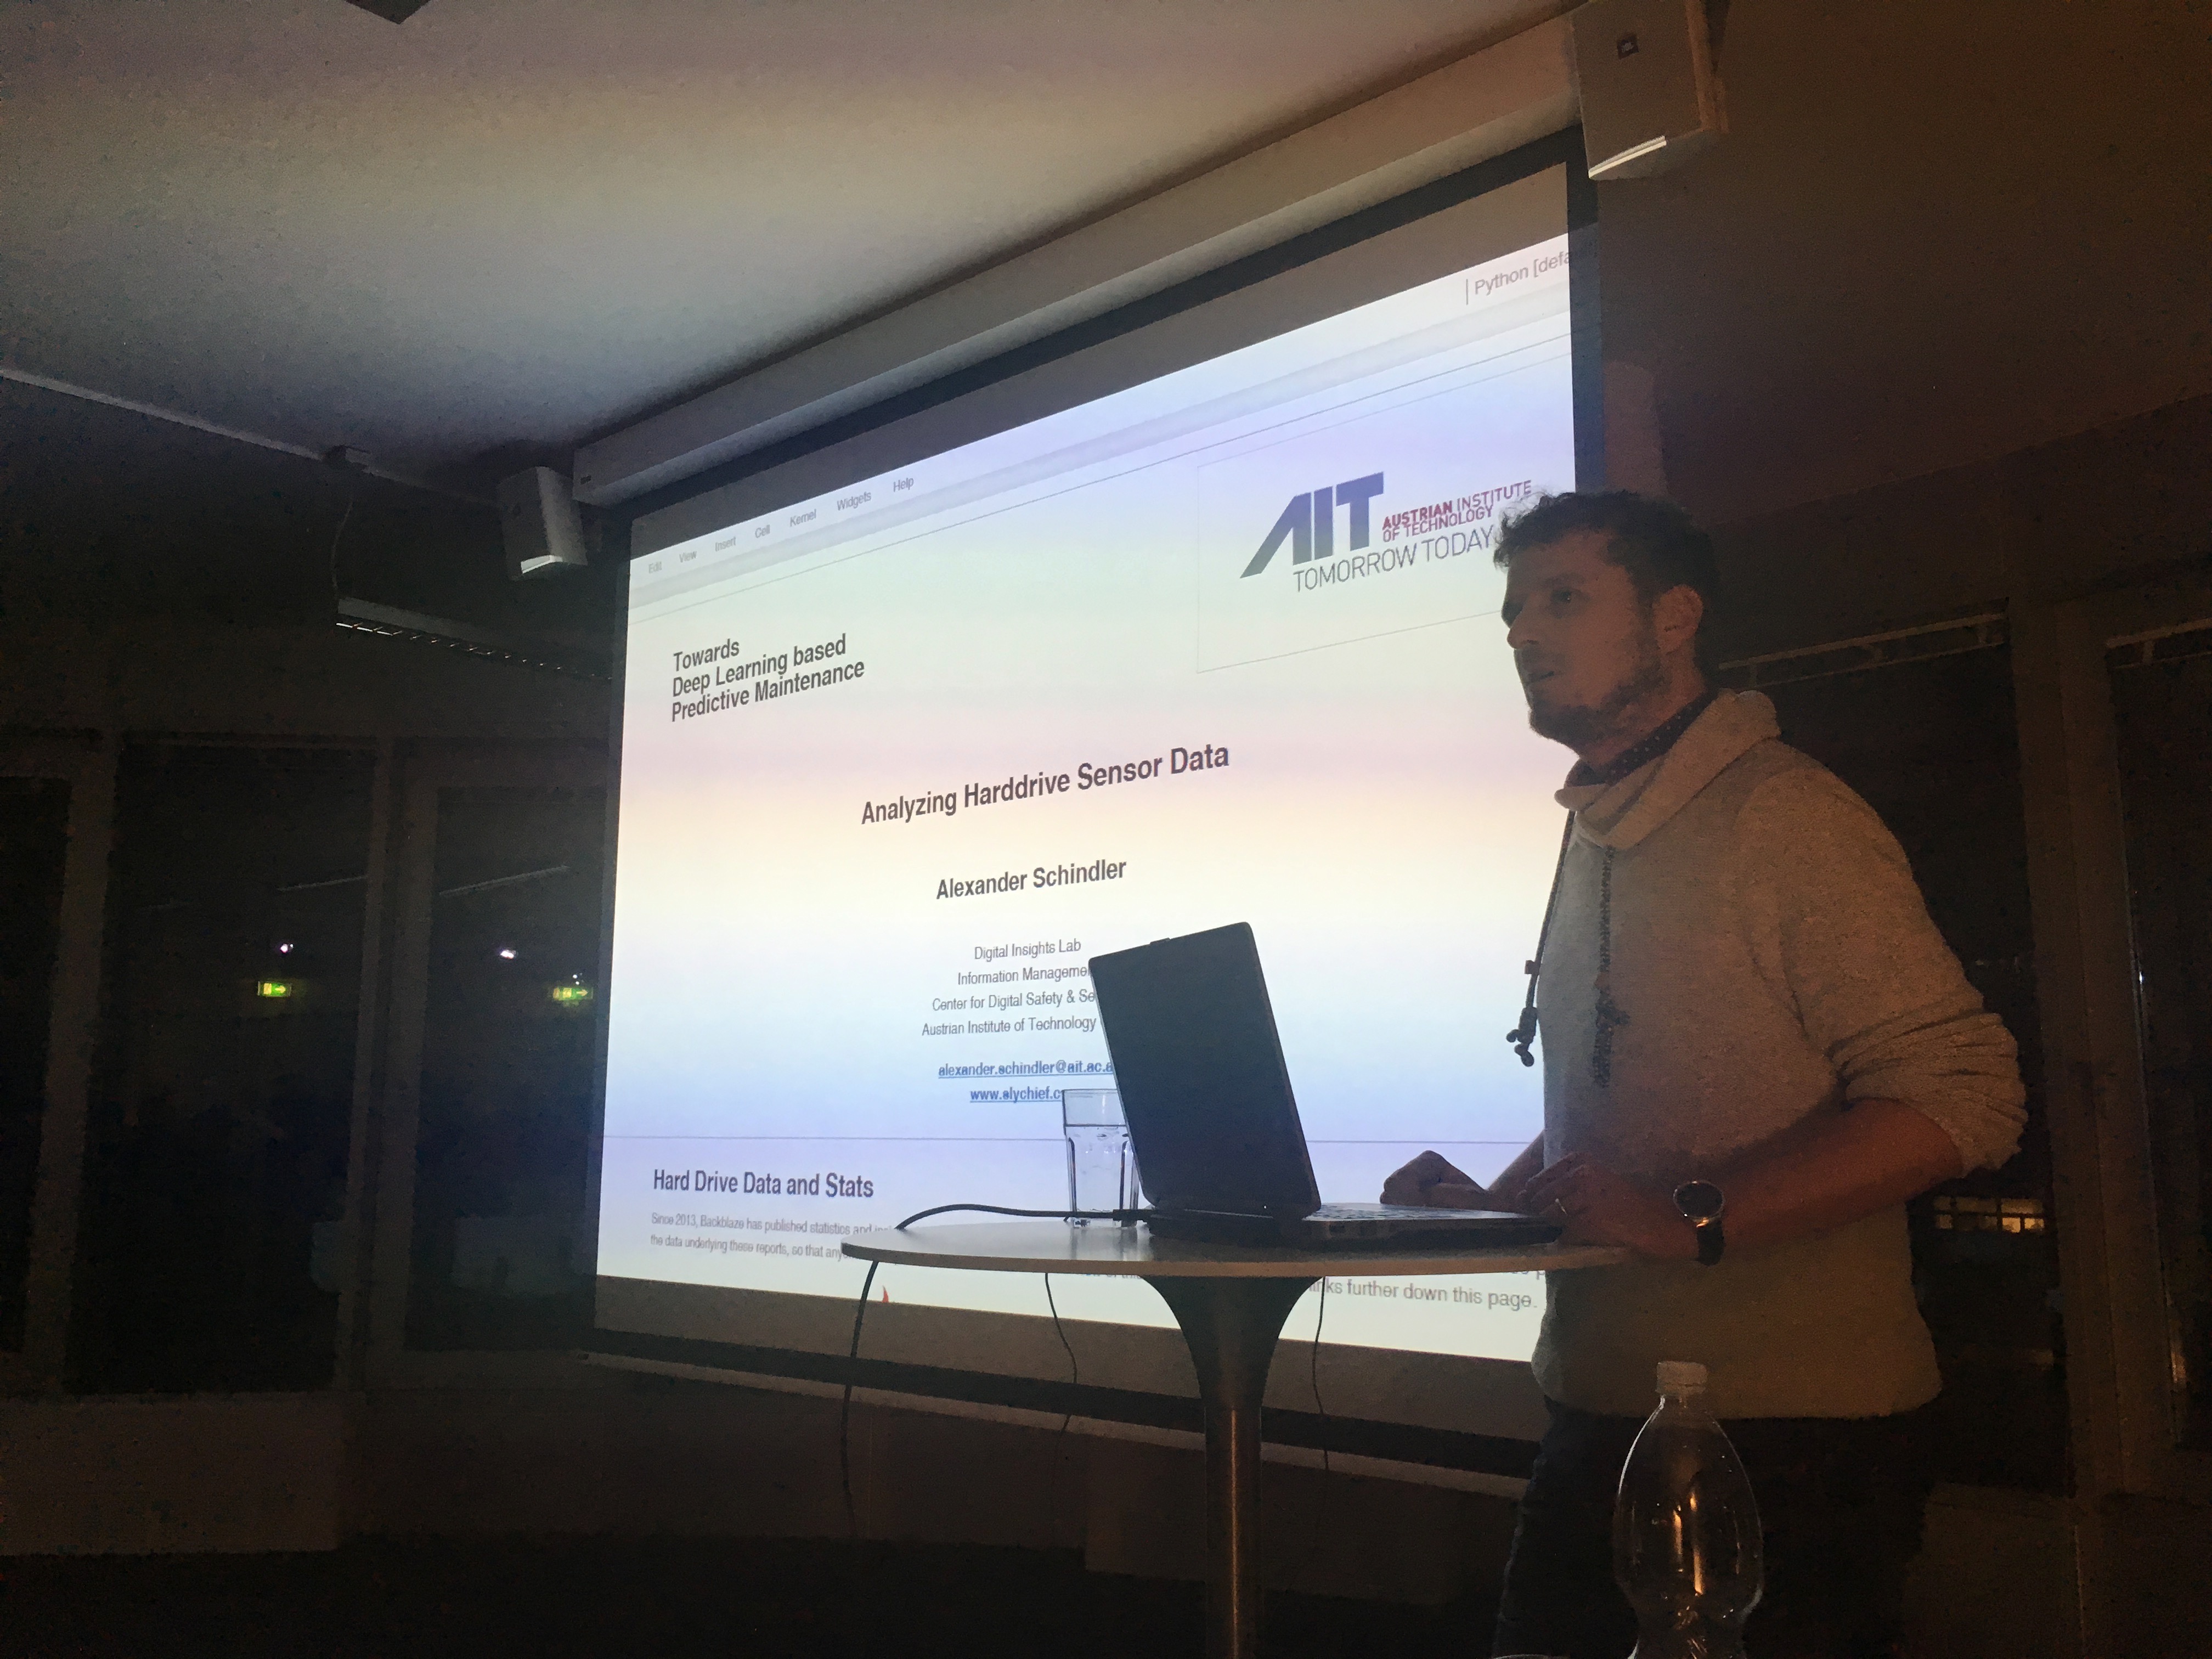 Python [defa
Edit View Insert Cell Kernel Widgets Help
AIT AUSTRIAN INSTITUTE
OF TECHNOLOGY
TOMORROW TODAY
Towards
Deep Learning based
Predictive Maintenance
Analyzing Harddrive Sensor Data
Alexander Schindler
Digital Insights Lab
Information Manageme
Center for Digital Safety & Se
Austrian Institute of Technology
alexander.schindler@ait.ac.a
www.slychief.c
Hard Drive Data and Stats
Since 2013, Backblaze has published statistics and
the data underlying these reports, so that any
nks further down this page.